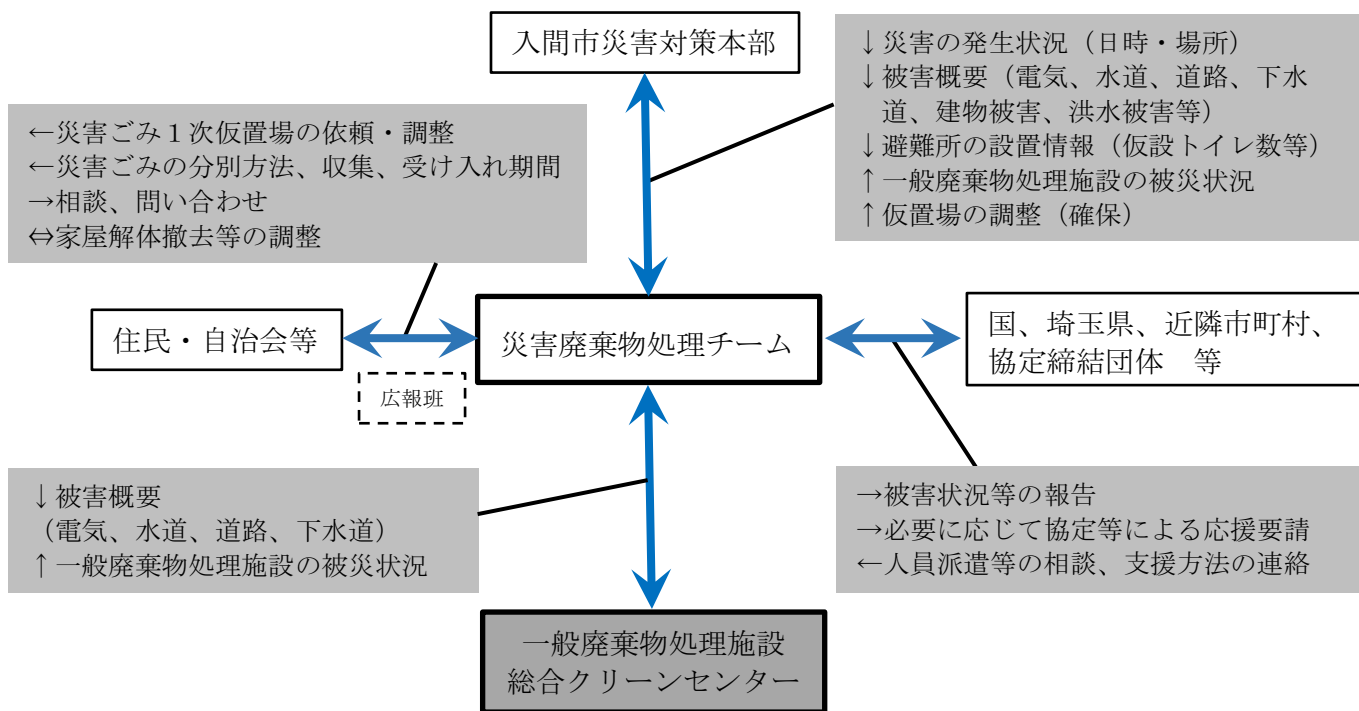 入間市災害対策本部
↓災害の発生状況（日時・場所）
↓被害概要（電気、水道、道路、下水
道、建物被害、洪水被害等）
↓避難所の設置情報（仮設トイレ数等）
↑一般廃棄物処理施設の被災状況
↑仮置場の調整（確保）
←災害ごみ１次仮置場の依頼・調整
←災害ごみの分別方法、収集、受け入れ期間
→相談、問い合わせ
⇔家屋解体撤去等の調整
住民・自治会等
災害廃棄物処理チーム
国、埼玉県、近隣市町村、
協定締結団体　等
広報班
↓被害概要
（電気、水道、道路、下水道）
↑一般廃棄物処理施設の被災状況
→被害状況等の報告
→必要に応じて協定等による応援要請
←人員派遣等の相談、支援方法の連絡
一般廃棄物処理施設
総合クリーンセンター